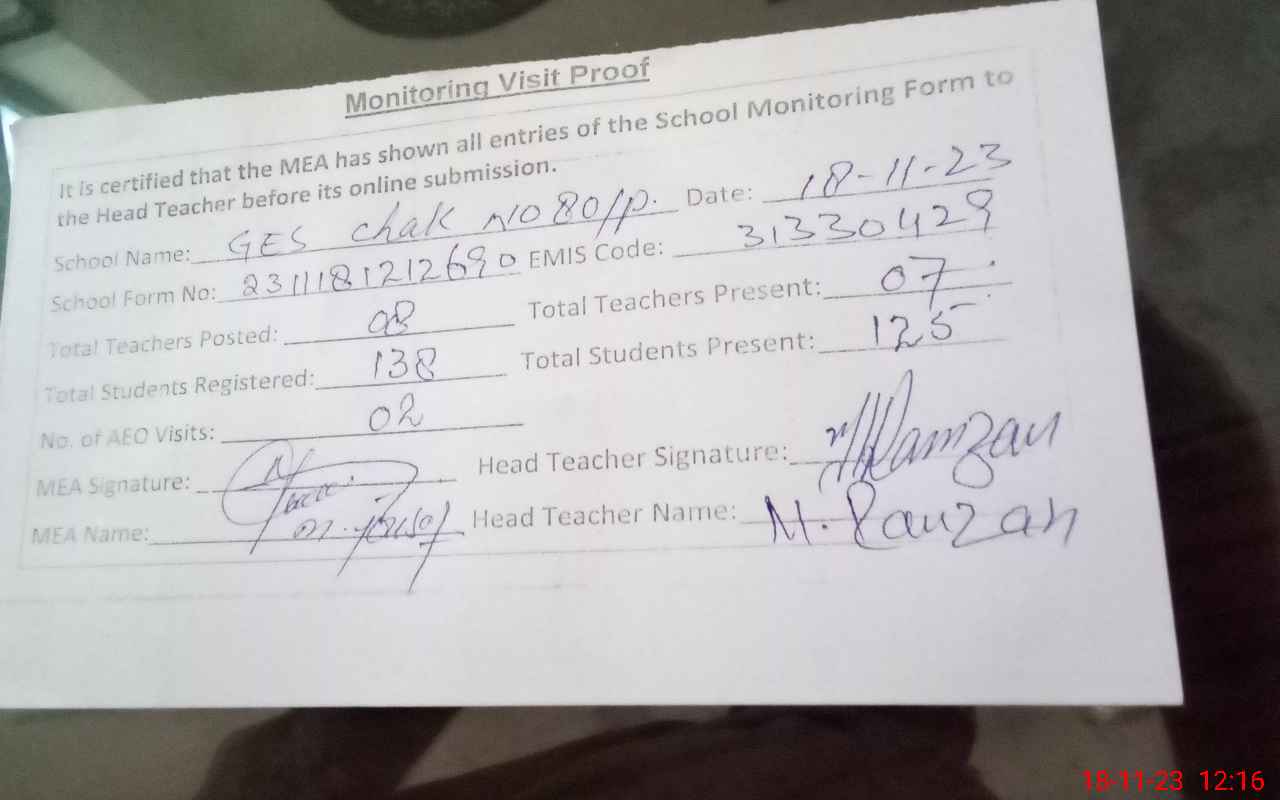 Monitoring Visit Proof
It is certified that the MEA has shown all entries of the School Monitoring Form to
the Head Teacher before its online submission.
School Name: GES Chak NO 80/P. Date: 18-11-23
School Form No: 2311181212690 EMIS Code: 31330429
Total Teachers Posted: 08 Total Teachers Present: 07
Total Students Registered: 138 Total Students Present: 125
No. of AEO Visits: 02
MEA Signature: Head Teacher Signature: M Ramzan
MEA Name: M. Yousaf Head Teacher Name: M. Ramzan
18-11-23 12:16